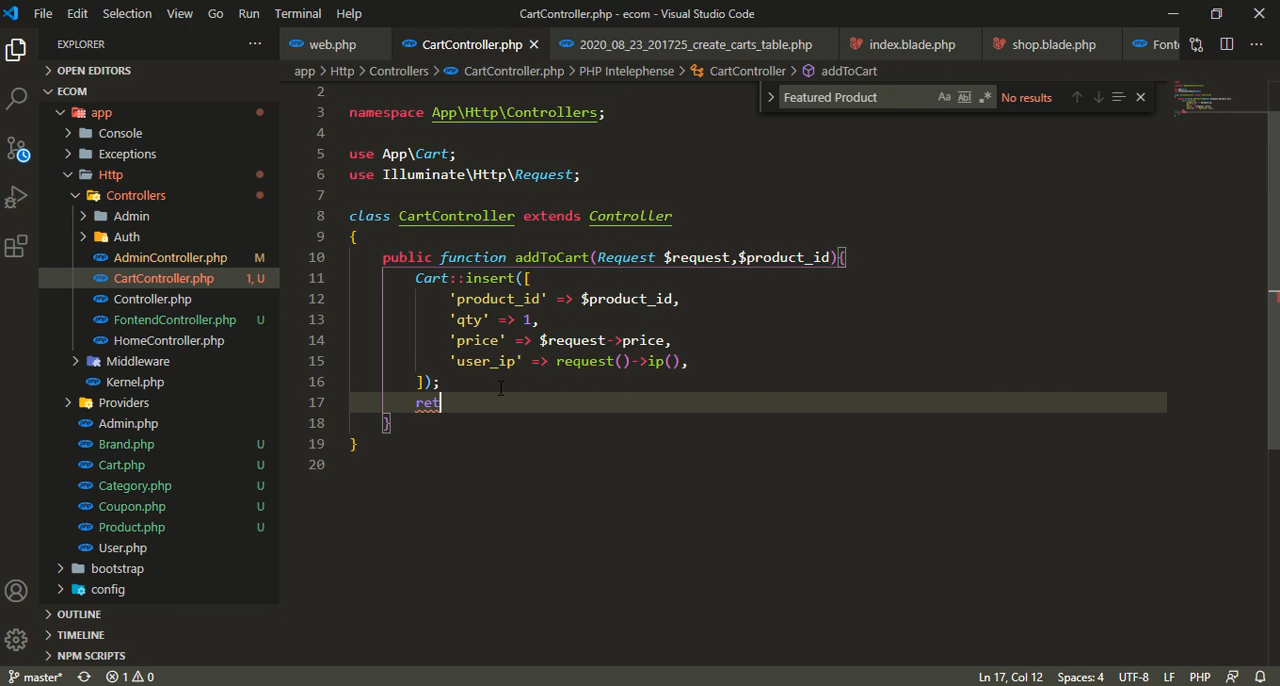 File Edit Selection View Go Run Terminal Help CartController.php - ecom - Visual Studio Code
EXPLORER ···
web.php CartController.php 2020_08_23_201725_create_carts_table.php index.blade.php shop.blade.php Font
OPEN EDITORS
app > Http > Controllers > CartController.php > PHP Intelephense > CartController > addToCart
ECOM
Featured Product Aa Abl .* No results
app
Console
Exceptions
Http
Controllers
Admin
Auth
AdminController.php M
CartController.php 1, U
Controller.php
FontendController.php U
HomeController.php
Middleware
Kernel.php
Providers
Admin.php
Brand.php U
Cart.php U
Category.php U
Coupon.php U
Product.php U
User.php
bootstrap
config
OUTLINE
TIMELINE
NPM SCRIPTS
2
3 namespace App\Http\Controllers;
4
5 use App\Cart;
6 use Illuminate\Http\Request;
7
8 class CartController extends Controller
9 {
10 public function addToCart(Request $request,$product_id){
11 Cart::insert([
12 'product_id' => $product_id,
13 'qty' => 1,
14 'price' => $request->price,
15 'user_ip' => request()->ip(),
16 ]);
17 ret
18 }
19 }
20
master* 1 0 Ln 17, Col 12 Spaces: 4 UTF-8 LF PHP